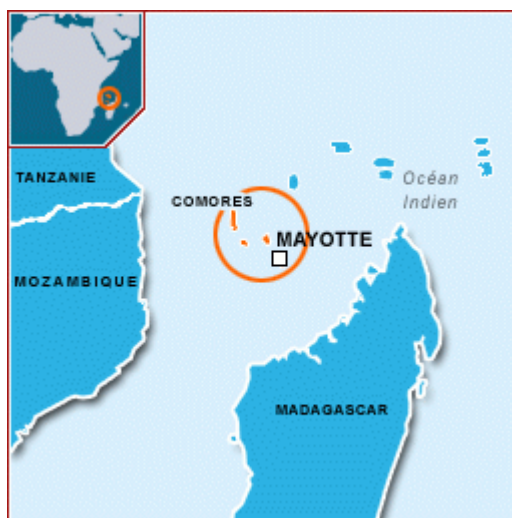 TANZANIE
COMORES
Océan
Indien
MAYOTTE
MOZAMBIQUE
MADAGASCAR